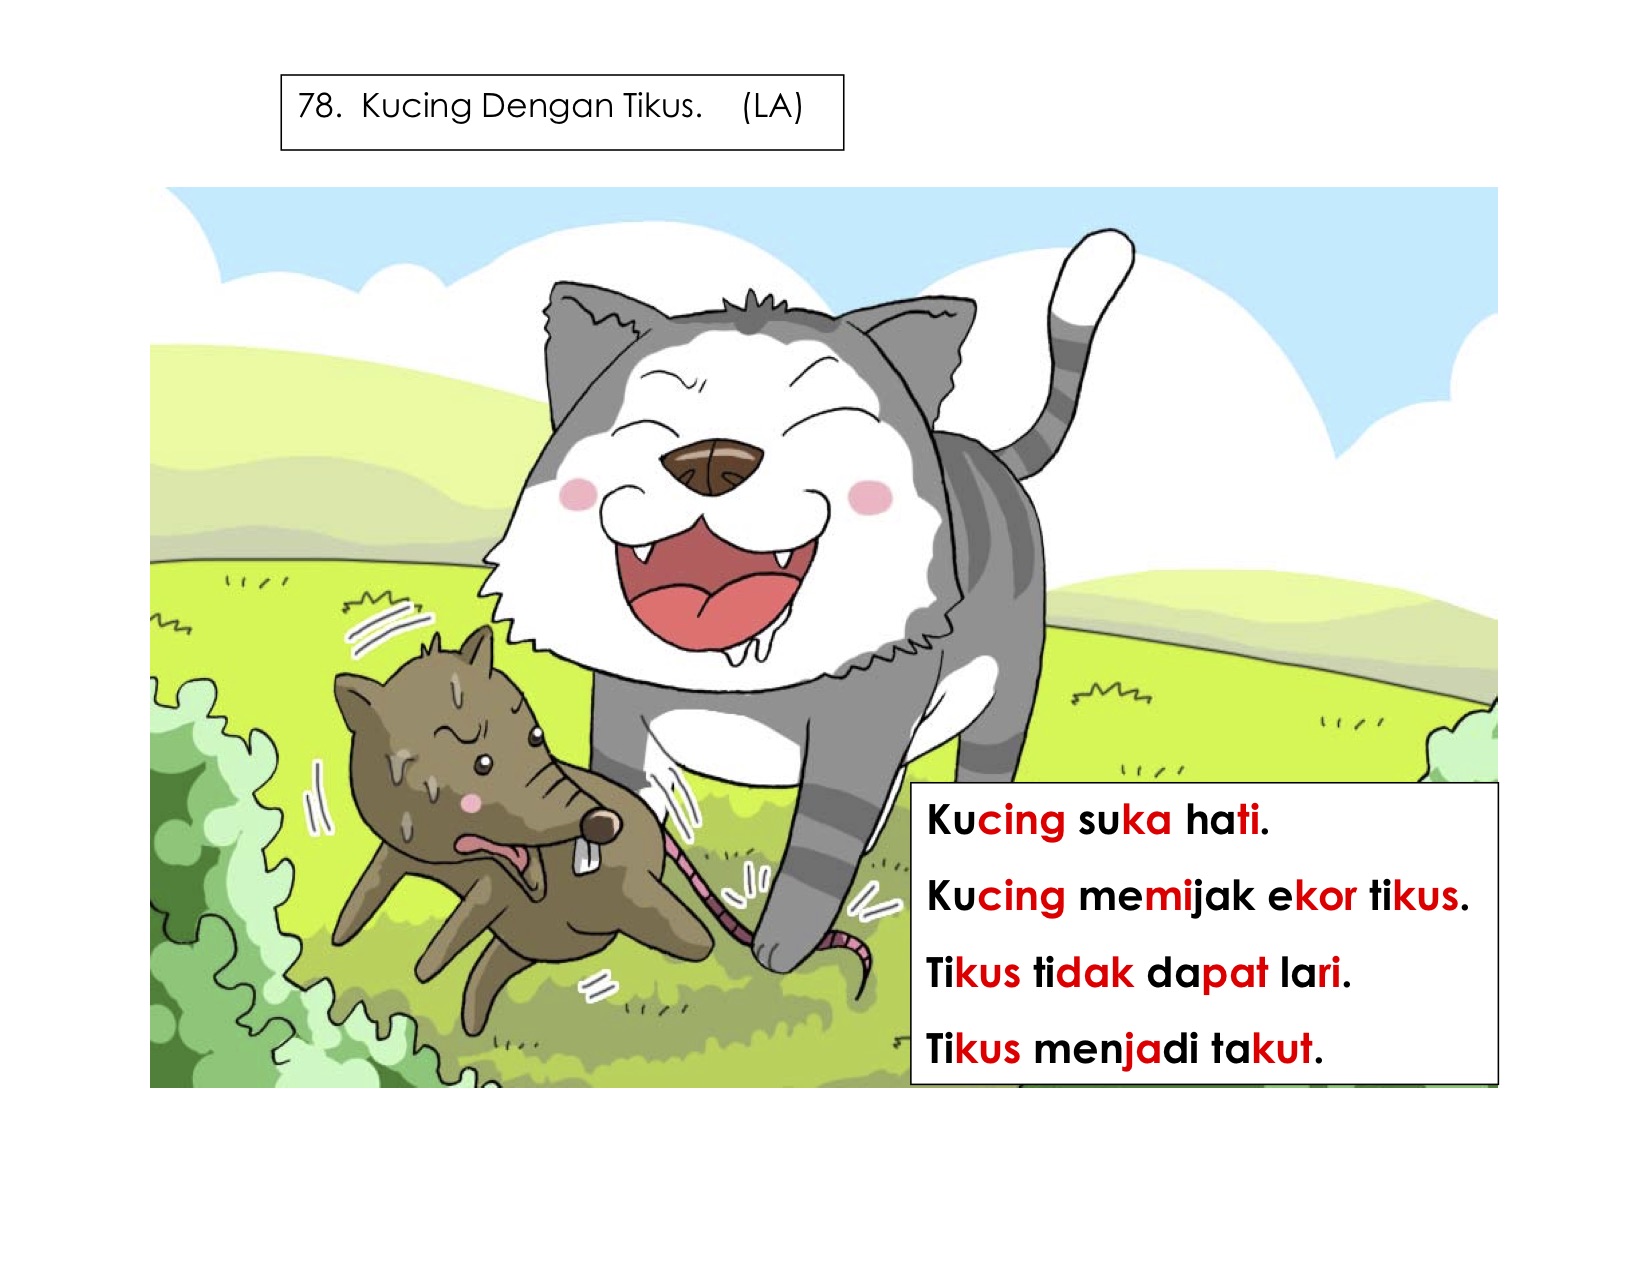 78. Kucing Dengan Tikus. (LA)
Kucing suka hati.
Kucing memijak ekor tikus.
Tikus tidak dapat lari.
Tikus menjadi takut.